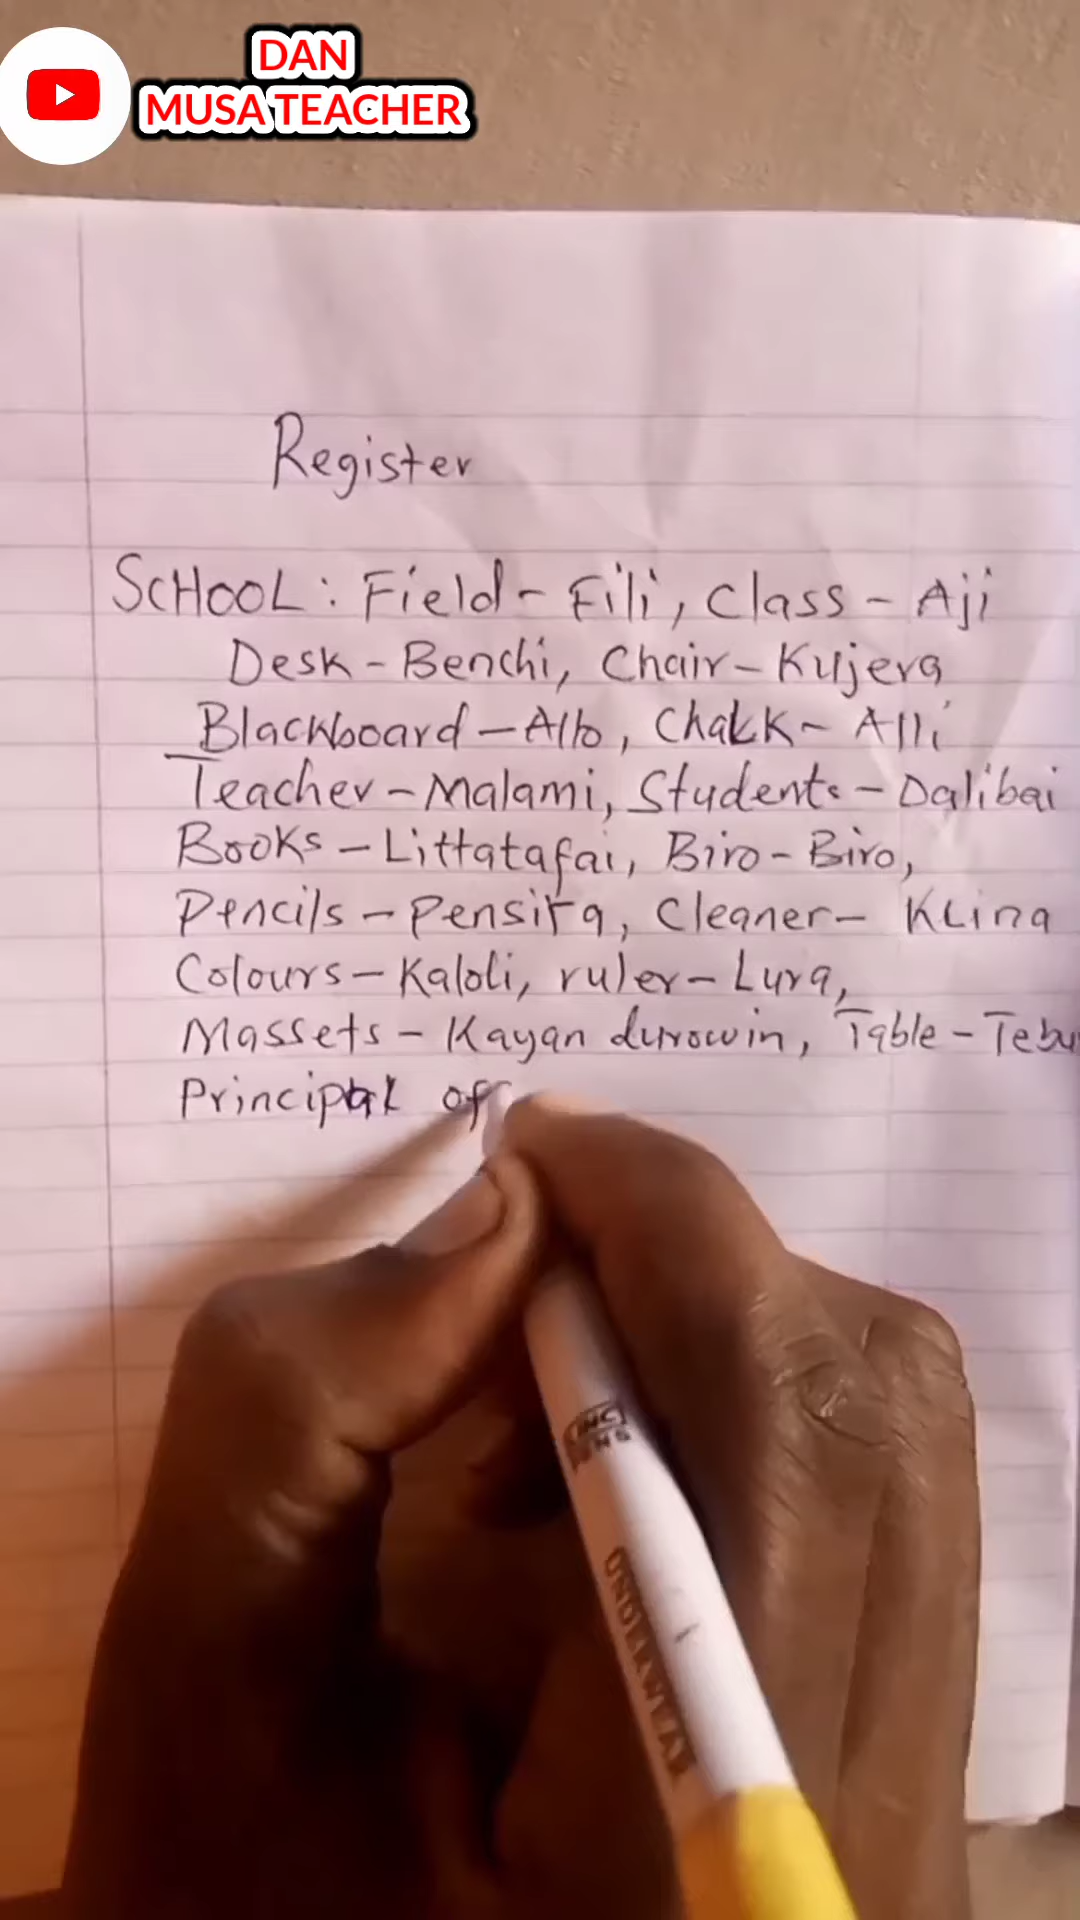 DAN
MUSA TEACHER
Register
SCHOOL: Field - Fili, Class - Aji
Desk - Benchi, Chair - Kujera
Blackboard - Allo, Chalk - Alli
Teacher - Malami, Students - Dalibai
Books - Littatafai, Biro - Biro,
Pencils - Pensira, Cleaner - KLina
Colours - Kaloli, ruler - Lura,
Massets - Kayan durowin, Table - Tebu
Principal of